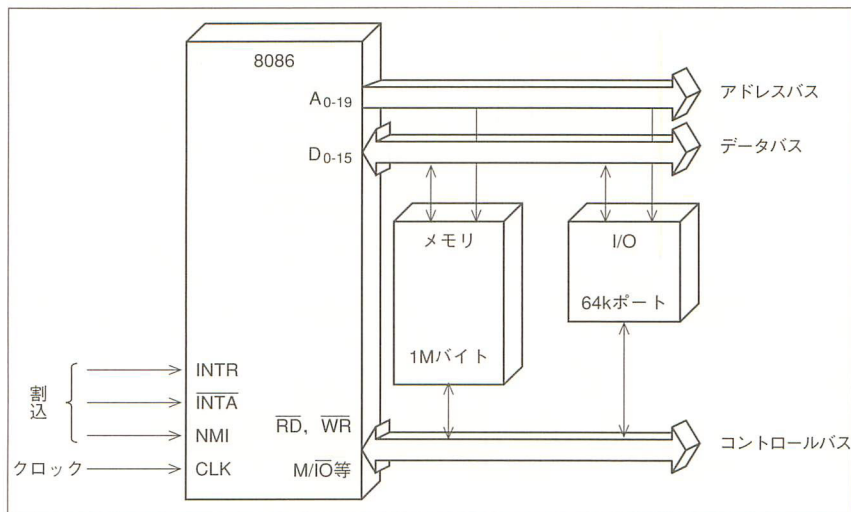 8086
A0-19
アドレスバス
D0-15
データバス
メモリ
I/O
64kポート
1Mバイト
割込
INTR
INTA
NMI
RD, WR
コントロールバス
クロック
CLK
M/IO等